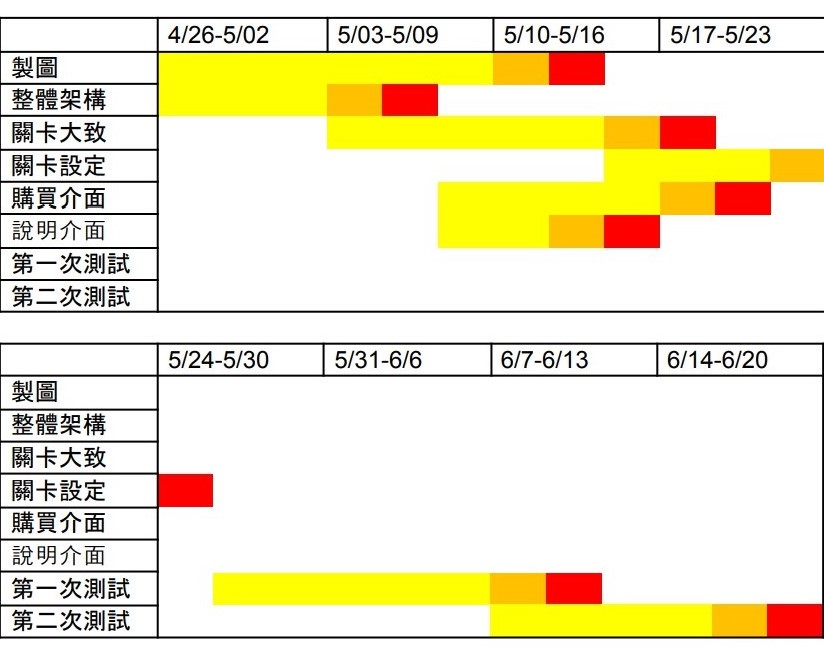 4/26-5/02 5/03-5/09 5/10-5/16 5/17-5/23
製圖
整體架構
關卡大致
關卡設定
購買介面
說明介面
第一次測試
第二次測試
5/24-5/30 5/31-6/6 6/7-6/13 6/14-6/20
製圖
整體架構
關卡大致
關卡設定
購買介面
說明介面
第一次測試
第二次測試